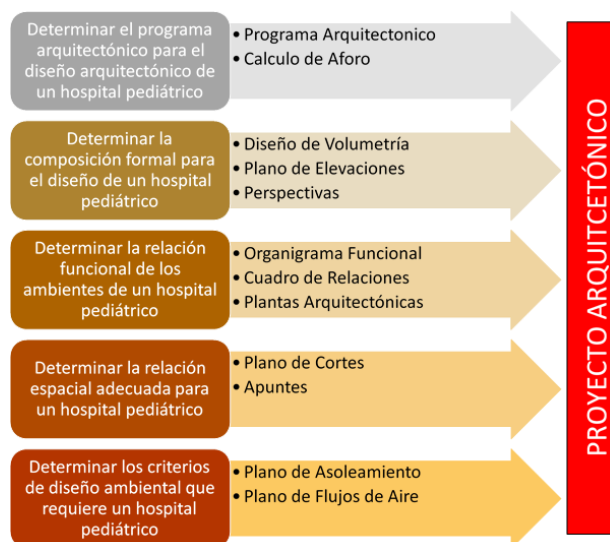 Determinar el programa
arquitectónico para el
diseño arquitectónico de
un hospital pediátrico
• Programa Arquitectonico
• Calculo de Aforo
Determinar la
composición formal para
el diseño de un hospital
pediátrico
• Diseño de Volumetría
• Plano de Elevaciones
• Perspectivas
Determinar la relación
funcional de los
ambientes de un hospital
pediátrico
• Organigrama Funcional
• Cuadro de Relaciones
• Plantas Arquitectónicas
Determinar la relación
espacial adecuada para
un hospital pediátrico
• Plano de Cortes
• Apuntes
Determinar los criterios
de diseño ambiental que
requiere un hospital
pediátrico
• Plano de Asoleamiento
• Plano de Flujos de Aire
PROYECTO ARQUITCETÓNICO